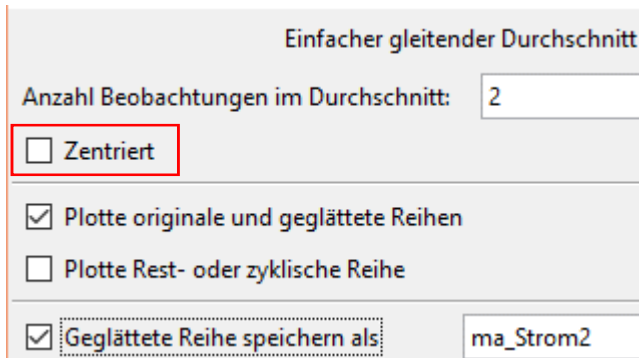 Einfacher gleitender Durchschnitt
Anzahl Beobachtungen im Durchschnitt: 2
Zentriert
Plotte originale und geglättete Reihen
Plotte Rest- oder zyklische Reihe
Geglättete Reihe speichern als ma_Strom2